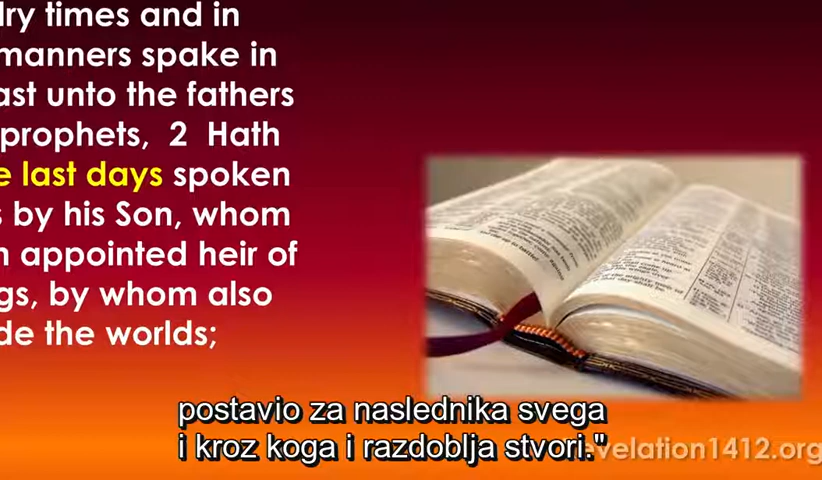 dry times and in
manners spake in
ast unto the fathers
prophets, 2 Hath
e last days spoken
s by his Son, whom
h appointed heir of
gs, by whom also
de the worlds;
postavio za naslednika svega
i kroz koga i razdoblja stvori."
evelation1412.org